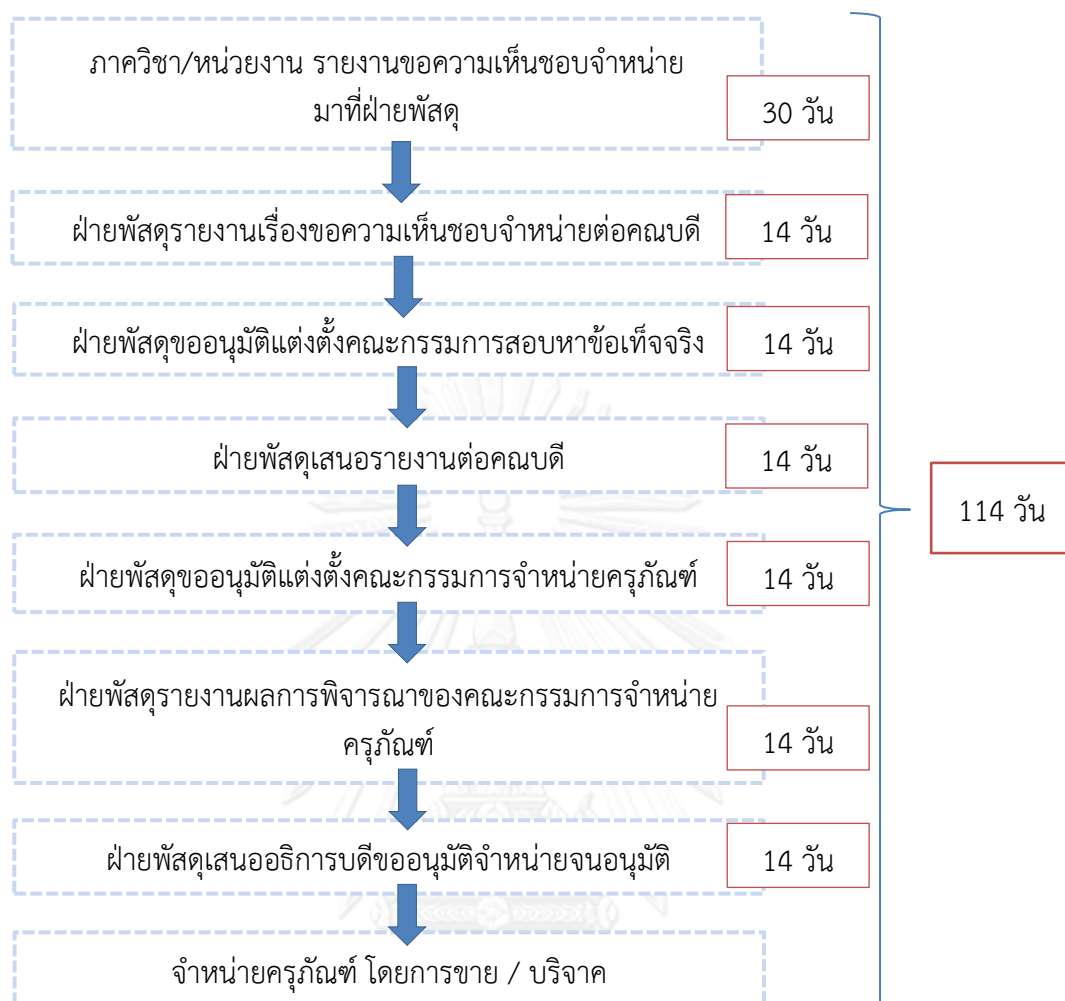 ภาควิชา/หน่วยงาน รายงานขอความเห็นชอบจำหน่าย
มาที่ฝ่ายพัสดุ
30 วัน
ฝ่ายพัสดุรายงานเรื่องขอความเห็นชอบจำหน่ายต่อคณบดี
14 วัน
ฝ่ายพัสดุขออนุมัติแต่งตั้งคณะกรรมการสอบหาข้อเท็จจริง
14 วัน
ฝ่ายพัสดุเสนอรายงานต่อคณบดี
14 วัน
114 วัน
ฝ่ายพัสดุขออนุมัติแต่งตั้งคณะกรรมการจำหน่ายครุภัณฑ์
14 วัน
ฝ่ายพัสดุรายงานผลการพิจารณาของคณะกรรมการจำหน่าย
ครุภัณฑ์
14 วัน
ฝ่ายพัสดุเสนออธิการบดีขออนุมัติจำหน่ายจนอนุมัติ
14 วัน
จำหน่ายครุภัณฑ์ โดยการขาย / บริจาค